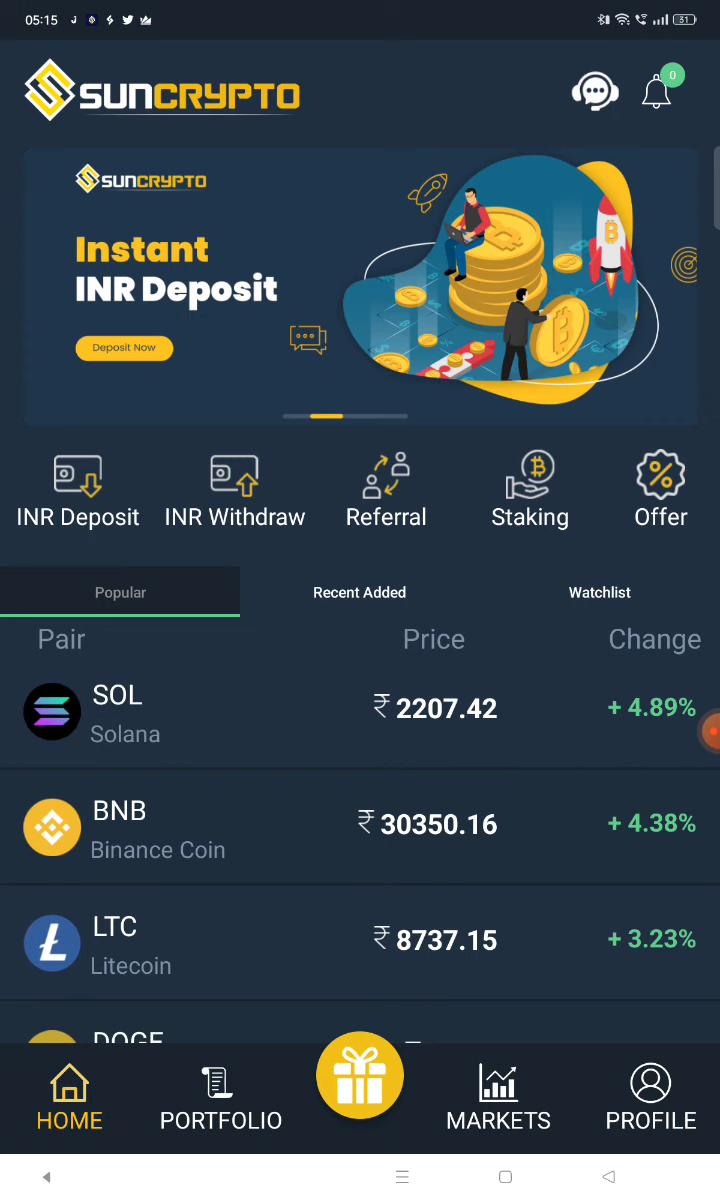 05:15
31
SUNCRYPTO
0
SUNCRYPTO
Instant
INR Deposit
Deposit Now
INR Deposit INR Withdraw Referral Staking Offer
Popular Recent Added Watchlist
Pair Price Change
SOL
₹ 2207.42 + 4.89%
Solana
BNB
₹ 30350.16 + 4.38%
Binance Coin
LTC
₹ 8737.15 + 3.23%
Litecoin
DOGE
HOME PORTFOLIO MARKETS PROFILE